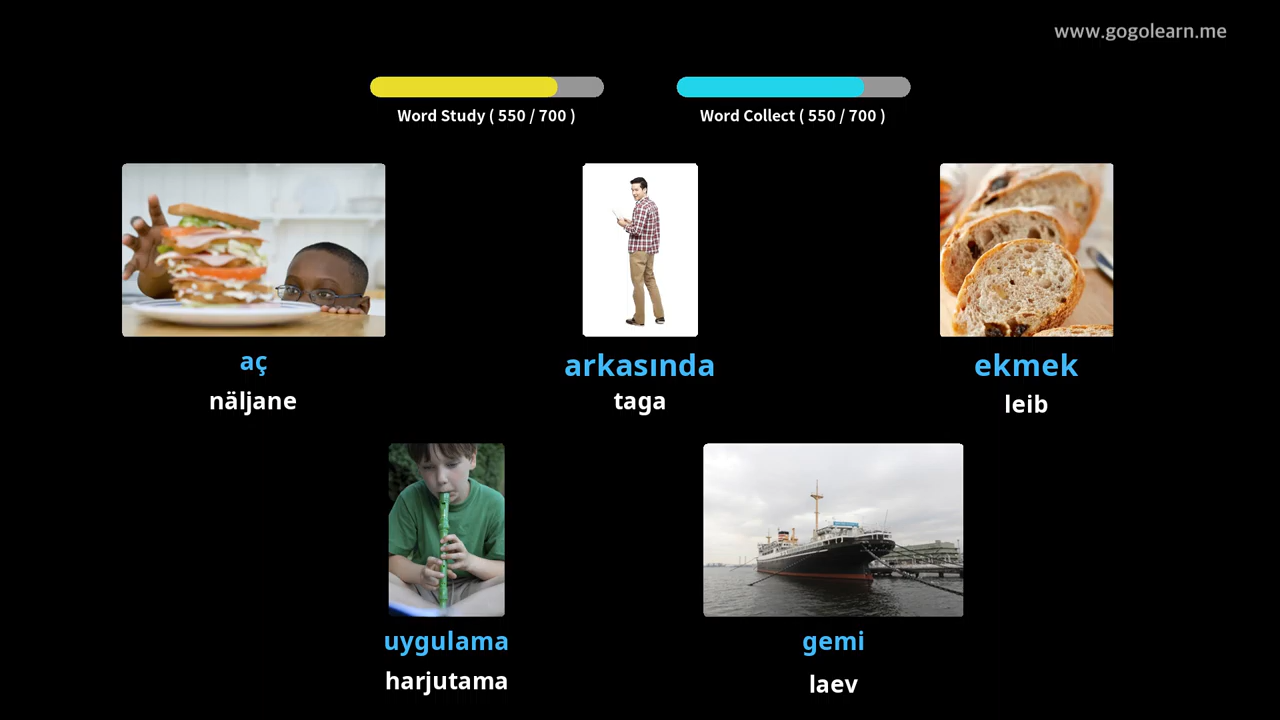 www.gogolearn.me
Word Study ( 550 / 700 )
Word Collect ( 550 / 700 )
aç
näljane
arkasında
taga
ekmek
leib
uygulama
harjutama
gemi
laev